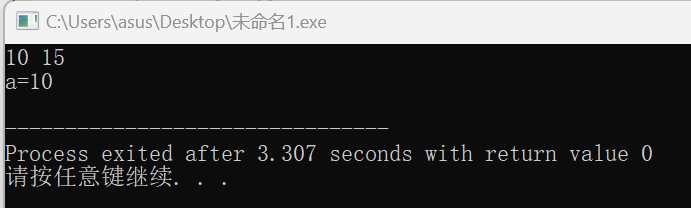 C:\Users\asus\Desktop\未命名1.exe
10 15
a=10
--------------------------------
Process exited after 3.307 seconds with return value 0
请按任意键继续. . .